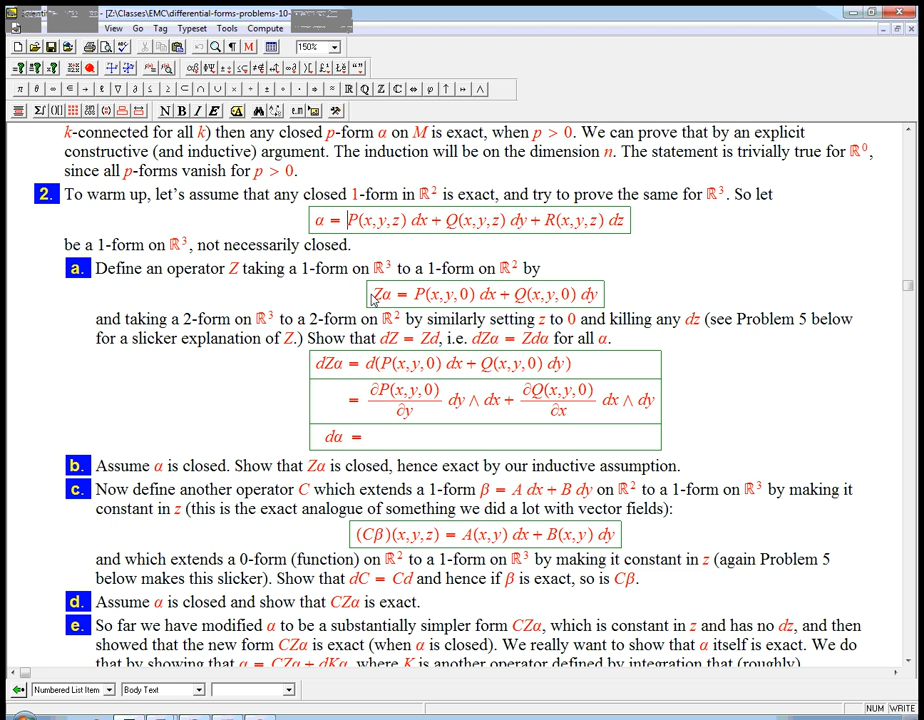 [Z:\Classes\EMC\differential-forms-problems-10-
View Go Tag Typeset Tools Compute
150%
N B I E
k-connected for all k) then any closed p-form α on M is exact, when p > 0. We can prove that by an explicit
constructive (and inductive) argument. The induction will be on the dimension n. The statement is trivially true for ℝ⁰,
since all p-forms vanish for p > 0.
2. To warm up, let's assume that any closed 1-form in ℝ² is exact, and try to prove the same for ℝ³. So let
α = P(x,y,z) dx + Q(x,y,z) dy + R(x,y,z) dz
be a 1-form on ℝ³, not necessarily closed.
a. Define an operator Z taking a 1-form on ℝ³ to a 1-form on ℝ² by
Zα = P(x,y,0) dx + Q(x,y,0) dy
and taking a 2-form on ℝ³ to a 2-form on ℝ² by similarly setting z to 0 and killing any dz (see Problem 5 below
for a slicker explanation of Z.) Show that dZ = Zd, i.e. dZα = Zdα for all α.
dZα = d(P(x,y,0) dx + Q(x,y,0) dy)
= ∂P(x,y,0)/∂y dy ∧ dx + ∂Q(x,y,0)/∂x dx ∧ dy
dα =
b. Assume α is closed. Show that Zα is closed, hence exact by our inductive assumption.
c. Now define another operator C which extends a 1-form β = A dx + B dy on ℝ² to a 1-form on ℝ³ by making it
constant in z (this is the exact analogue of something we did a lot with vector fields):
(Cβ)(x,y,z) = A(x,y) dx + B(x,y) dy
and which extends a 0-form (function) on ℝ² to a 1-form on ℝ³ by making it constant in z (again Problem 5
below makes this slicker). Show that dC = Cd and hence if β is exact, so is Cβ.
d. Assume α is closed and show that CZα is exact.
e. So far we have modified α to be a substantially simpler form CZα, which is constant in z and has no dz, and then
showed that the new form CZα is exact (when α is closed). We really want to show that α itself is exact. We do
that by showing that α = CZα + dKα, where K is another operator defined by integration that (roughly)
Numbered List Item Body Text
NUM WRITE